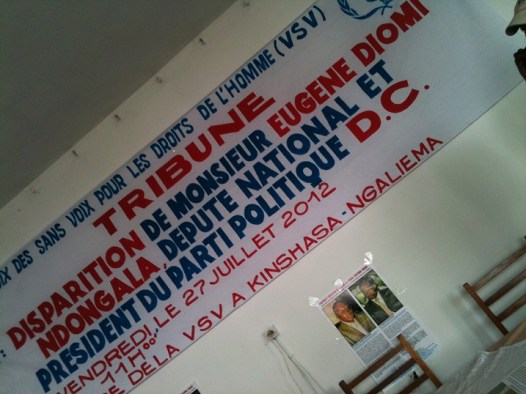 DES SANS VOIX POUR LES DROITS DE L'HOMME (VSV)
TRIBUNE
: DISPARITION DE MONSIEUR EUGENE DIOMI
NDONGALA, DEPUTE NATIONAL ET
PRESIDENT DU PARTI POLITIQUE D.C.
VENDREDI, LE 27 JUILLET 2012
11H00
DE LA VSV A KINSHASA-NGALIEMA